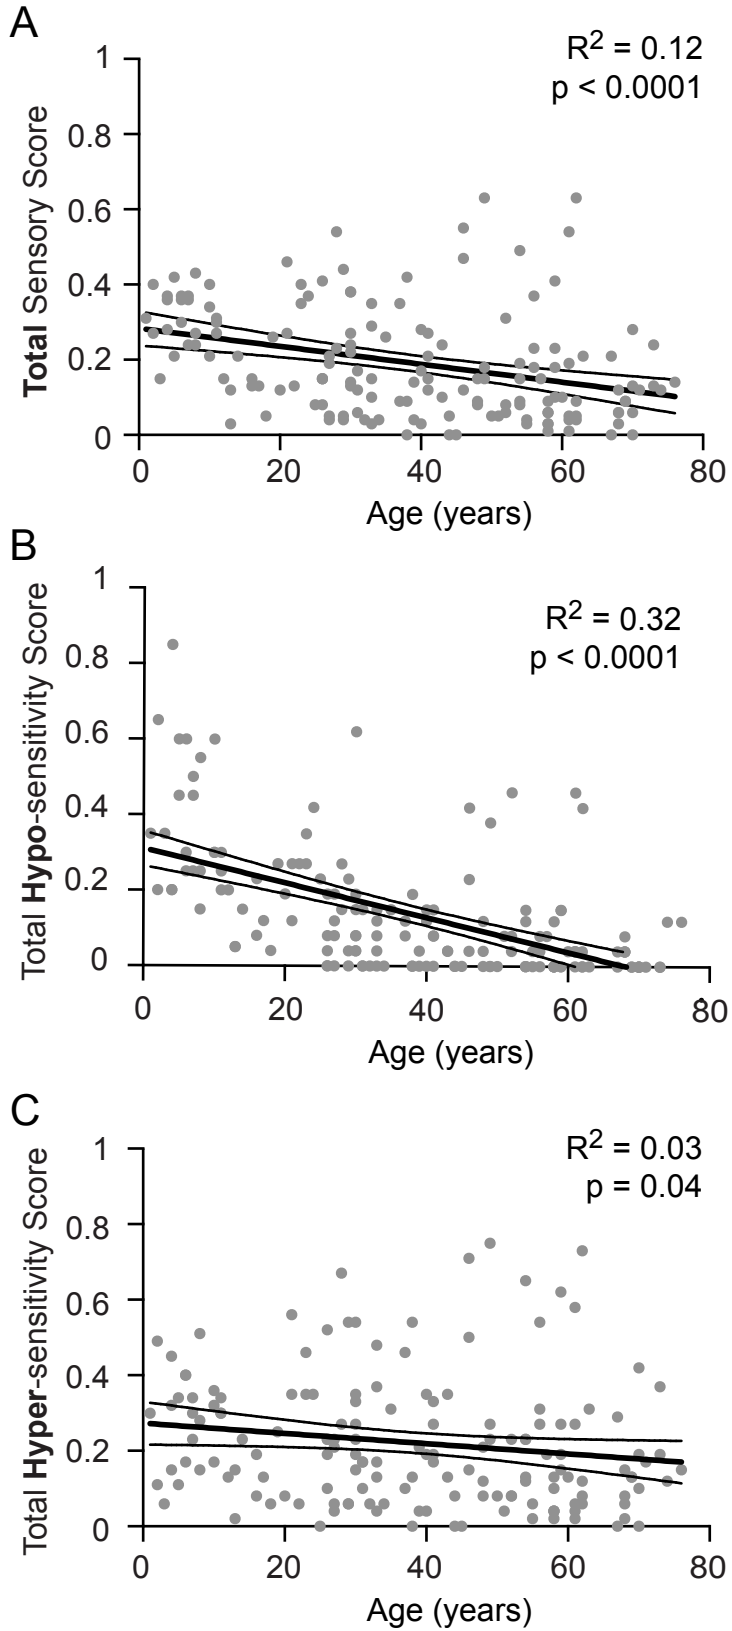 A
R² = 0.12
p < 0.0001
Total Sensory Score
1
0.8
0.6
0.4
0.2
0
0 20 40 60 80
Age (years)
B
R² = 0.32
p < 0.0001
Total Hypo-sensitivity Score
1
0.8
0.6
0.4
0.2
0
0 20 40 60 80
Age (years)
C
R² = 0.03
p = 0.04
Total Hyper-sensitivity Score
1
0.8
0.6
0.4
0.2
0
0 20 40 60 80
Age (years)